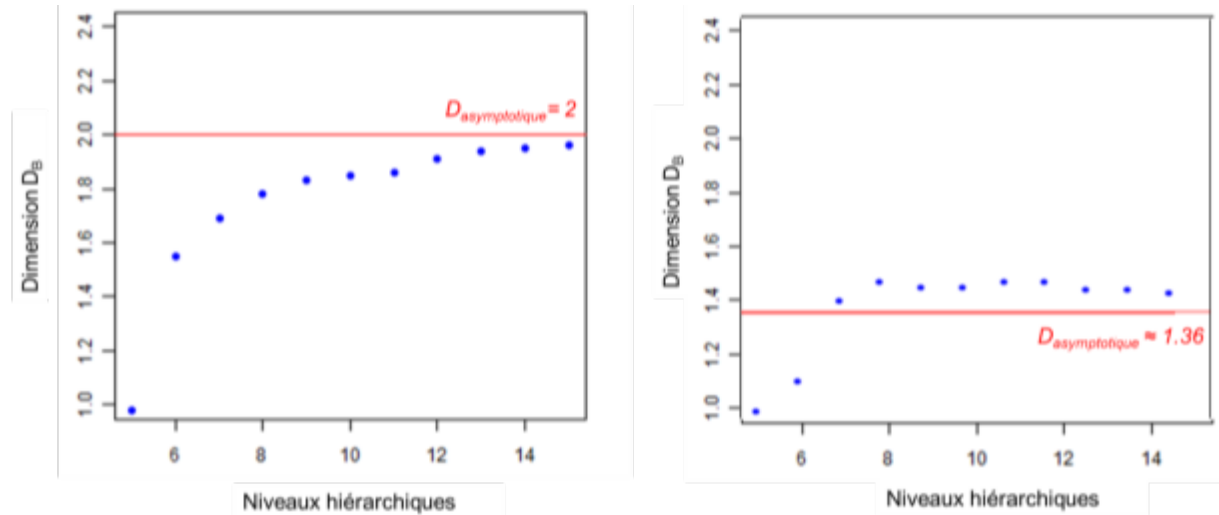 2.4
2.2
2.0
1.8
1.6
1.4
1.2
1.0
Dimension D_B
D_asymptotique = 2
6 8 10 12 14
Niveaux hiérarchiques
2.4
2.2
2.0
1.8
1.6
1.4
1.2
1.0
Dimension D_B
D_asymptotique ≈ 1.36
6 8 10 12 14
Niveaux hiérarchiques